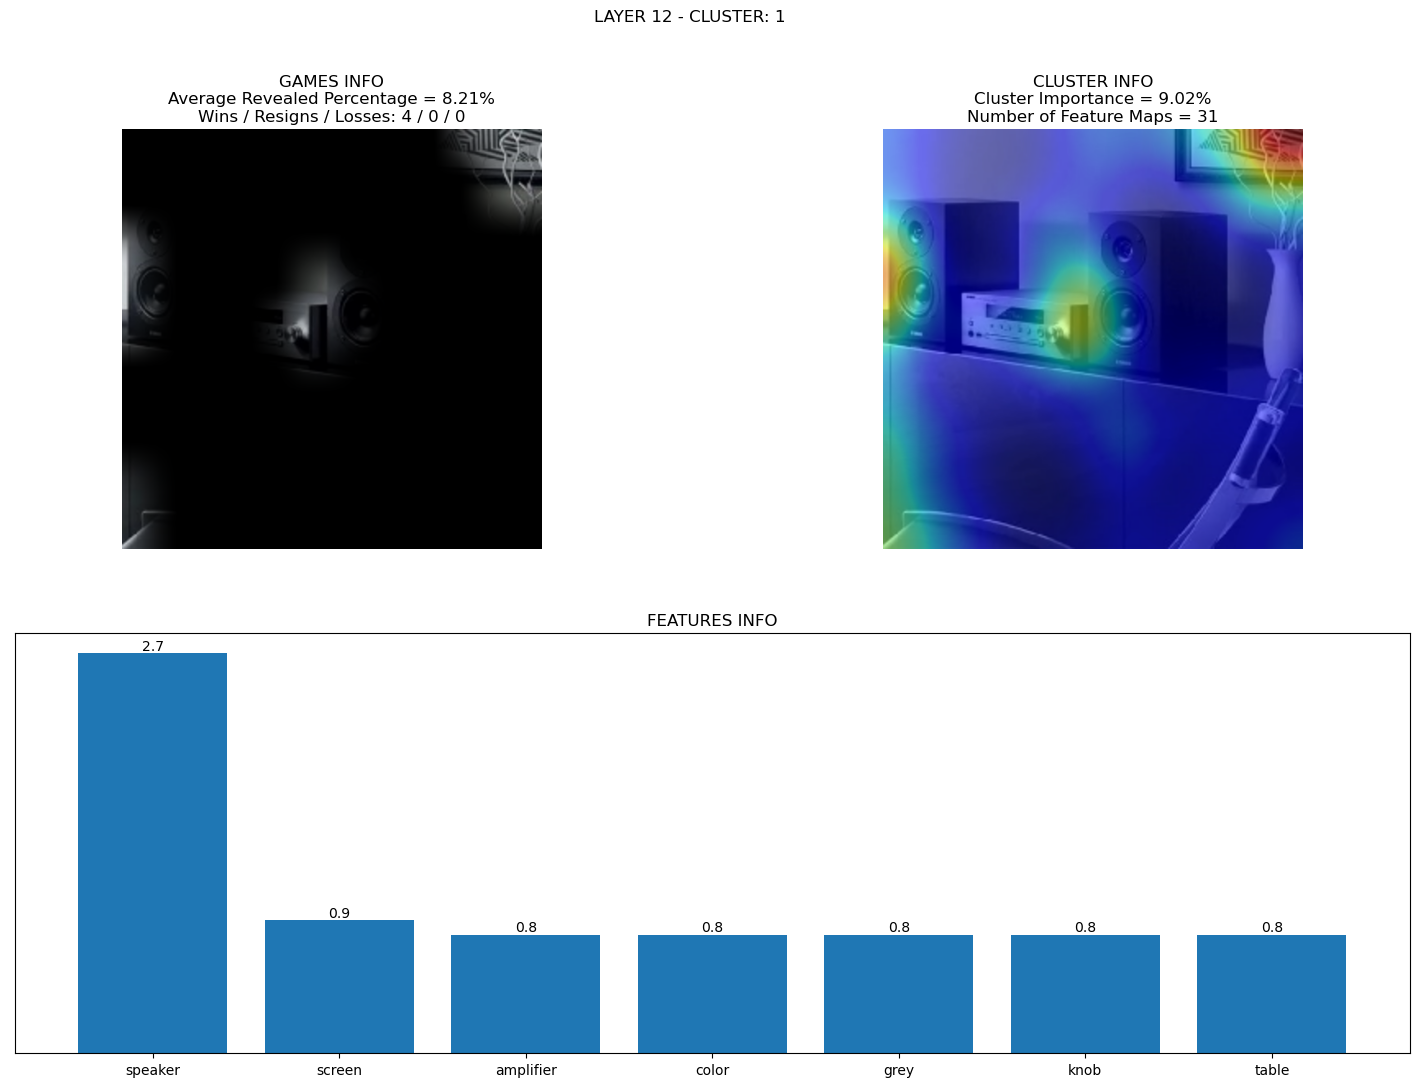 LAYER 12 - CLUSTER: 1
GAMES INFO
Average Revealed Percentage = 8.21%
Wins / Resigns / Losses: 4 / 0 / 0
CLUSTER INFO
Cluster Importance = 9.02%
Number of Feature Maps = 31
FEATURES INFO
2.7
0.9
0.8
0.8
0.8
0.8
0.8
speaker
screen
amplifier
color
grey
knob
table